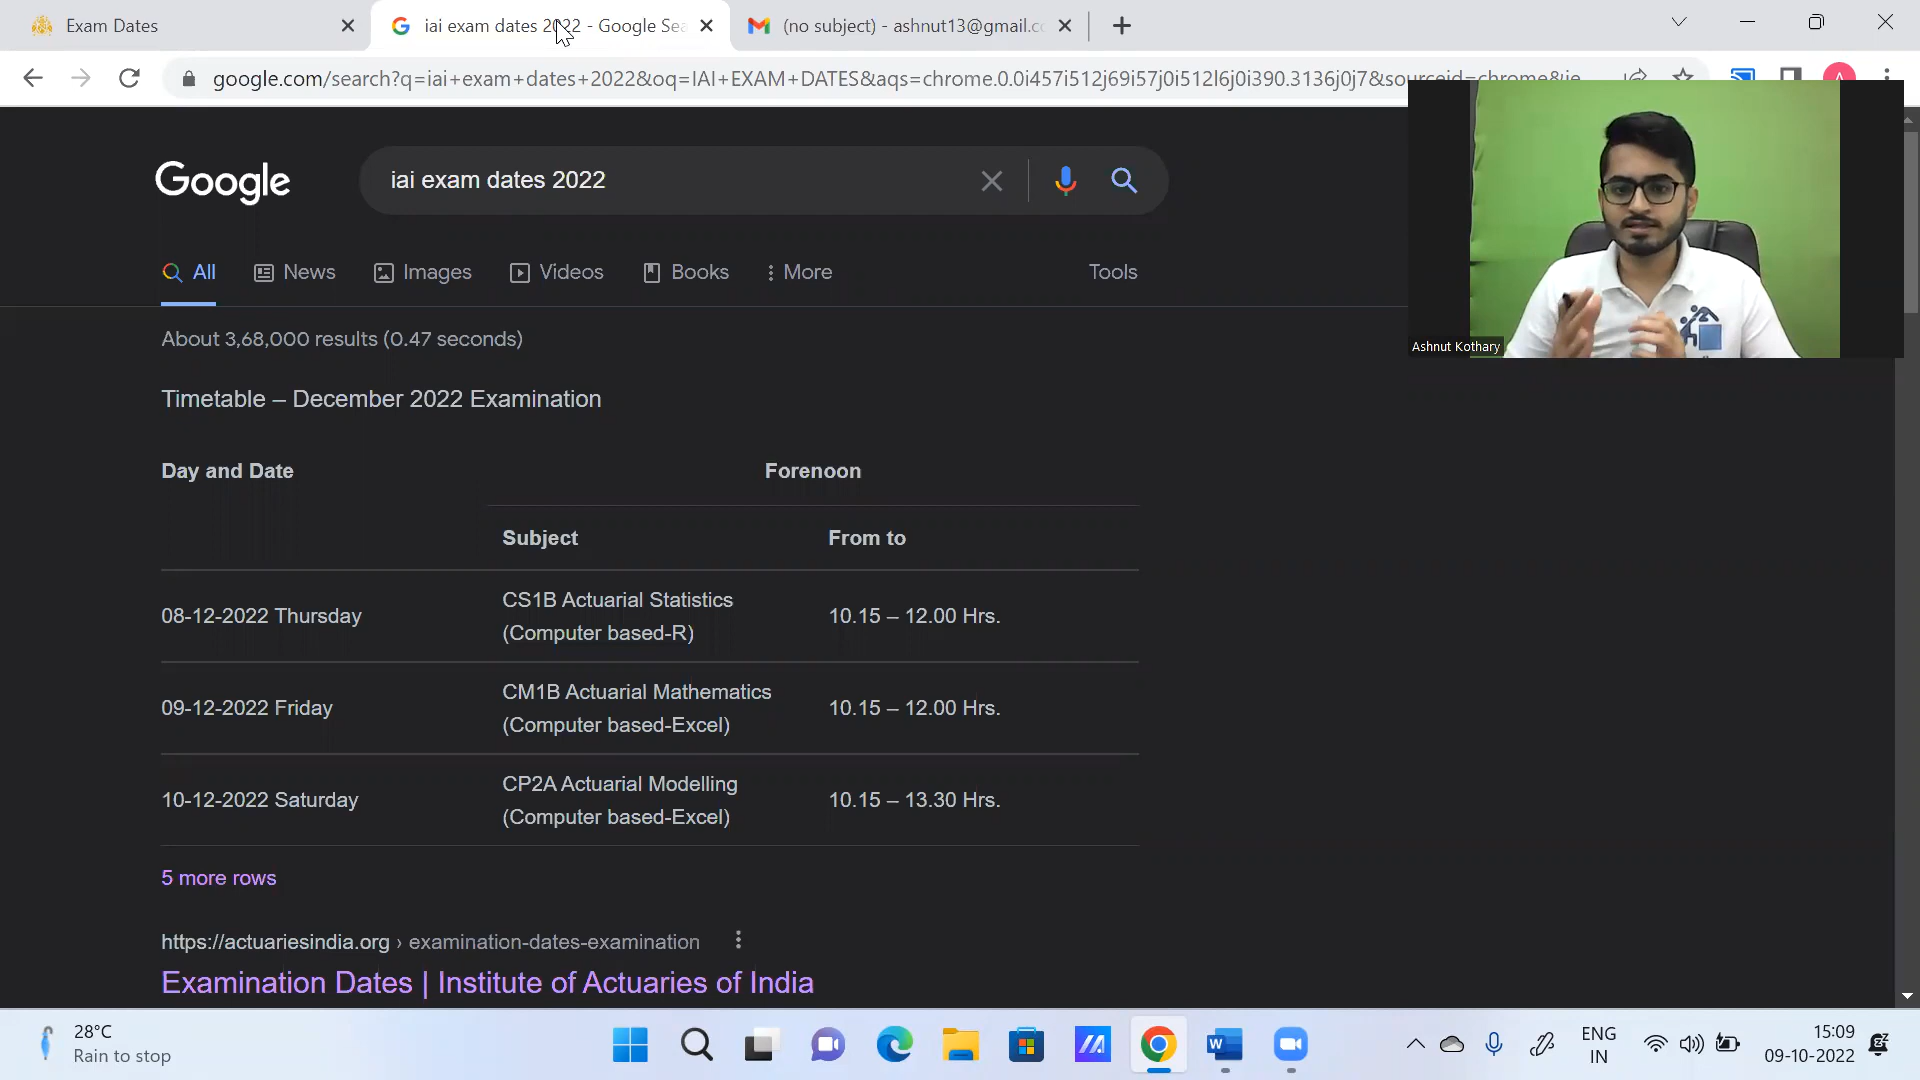 Exam Dates
iai exam dates 2022 - Google Sea
(no subject) - ashnut13@gmail.co
google.com/search?q=iai+exam+dates+2022&oq=IAI+EXAM+DATES&aqs=chrome.0.0i457i512j69i57j0i512l6j0i390.3136j0j7&sourceid=chrome&ie
Google
iai exam dates 2022
All
News
Images
Videos
Books
More
Tools
About 3,68,000 results (0.47 seconds)
Timetable – December 2022 Examination
Day and Date
Forenoon
Subject
From to
08-12-2022 Thursday
CS1B Actuarial Statistics
(Computer based-R)
10.15 – 12.00 Hrs.
09-12-2022 Friday
CM1B Actuarial Mathematics
(Computer based-Excel)
10.15 – 12.00 Hrs.
10-12-2022 Saturday
CP2A Actuarial Modelling
(Computer based-Excel)
10.15 – 13.30 Hrs.
5 more rows
https://actuariesindia.org › examination-dates-examination
Examination Dates | Institute of Actuaries of India
Ashnut Kothary
28°C
Rain to stop
ENG
IN
15:09
09-10-2022